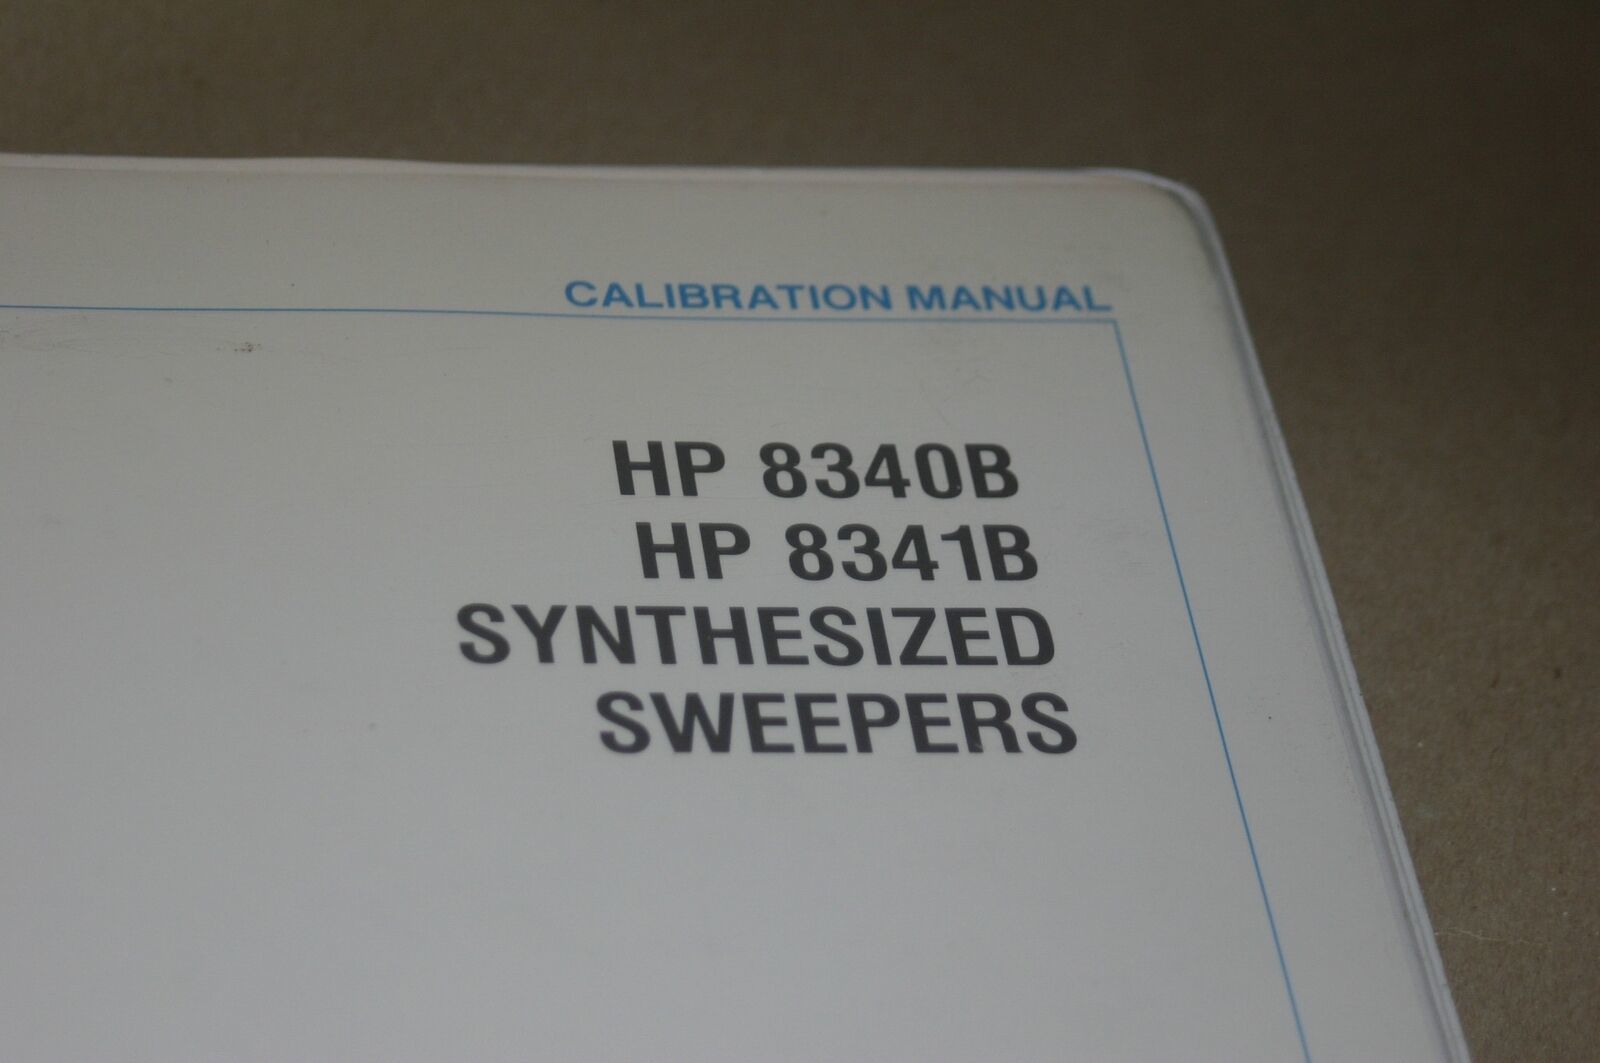 CALIBRATION MANUAL
HP 8340B
HP 8341B
SYNTHESIZED
SWEEPERS